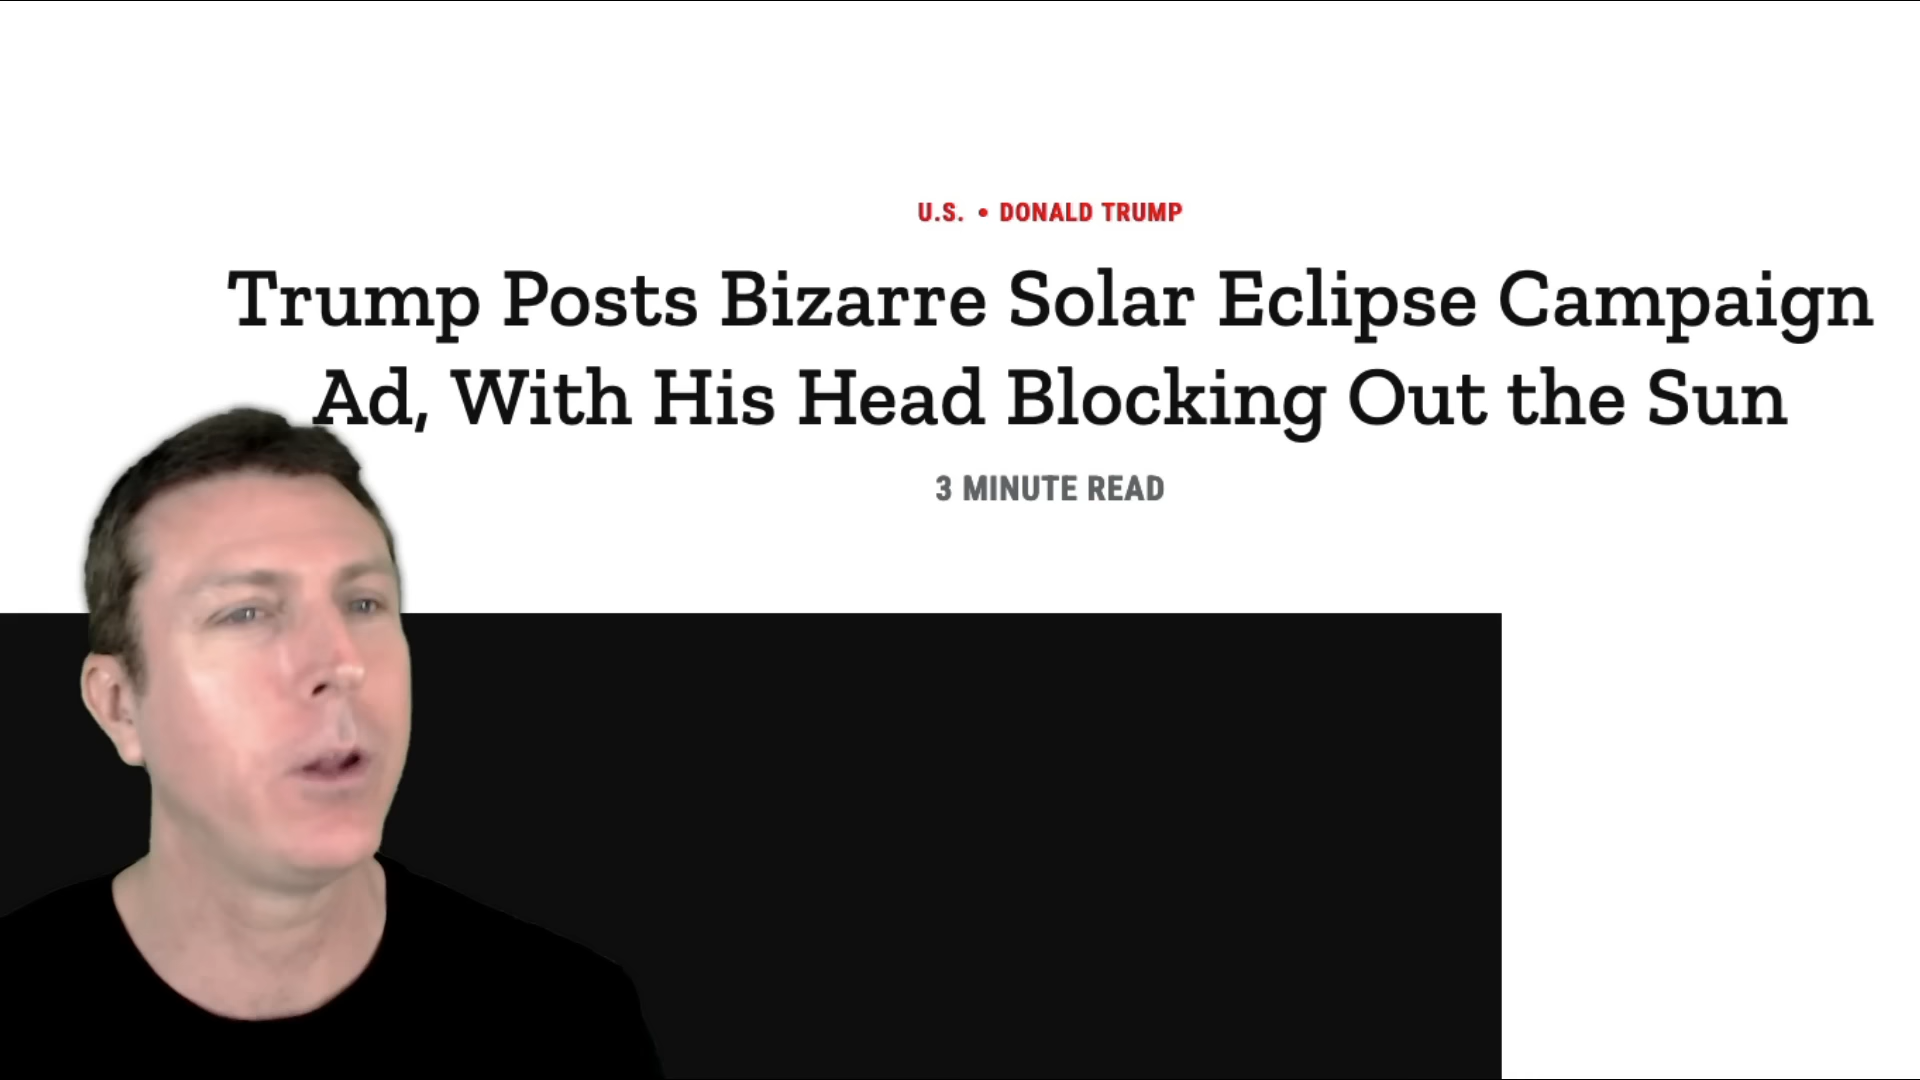 U.S. • DONALD TRUMP
Trump Posts Bizarre Solar Eclipse Campaign
Ad, With His Head Blocking Out the Sun
3 MINUTE READ